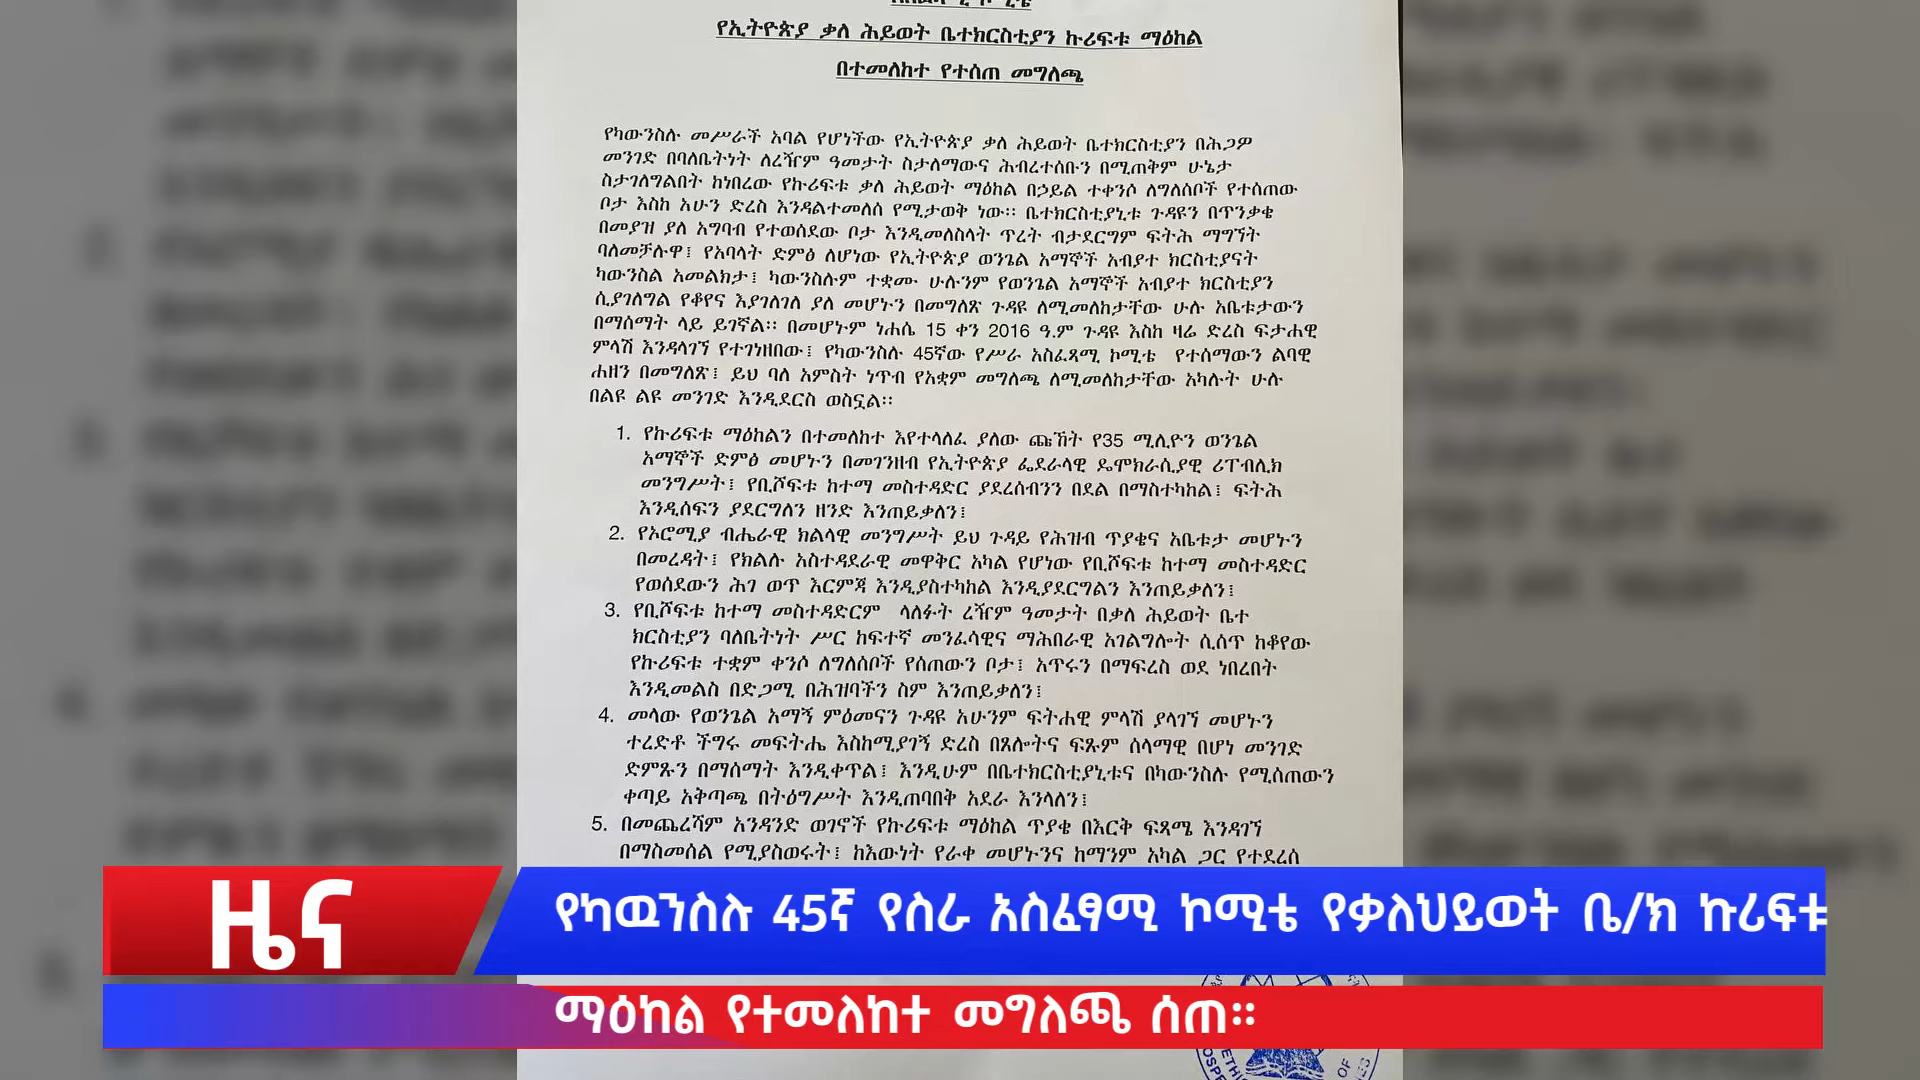 የኢትዮጵያ ቃለ ሕይወት ቤተክርስቲያን ኩሪፍቱ ማዕከል
በተመለከተ የተሰጠ መግለጫ
የካውንስሉ መሥራች አባል የሆነችው የኢትዮጵያ ቃለ ሕይወት ቤተክርስቲያን በሕጋዎ
መንገድ በባለቤትነት ለረዥም ዓመታት ስታለማውና ሕብረተሰቡን በሚጠቅም ሁኔታ
ስታገለግልበት ከነበረው የኩሪፍቱ ቃለ ሕይወት ማዕከል በኃይል ተቀንሶ ለግለሰቦች የተሰጠው
ቦታ እስከ አሁን ድረስ እንዳልተመለሰ የሚታወቅ ነው፡፡ ቤተክርስቲያኒቱ ጉዳዩን በጥንቃቄ
በመያዝ ያለ አግባብ የተወሰደው ቦታ እንዲመለስላት ጥረት ብታደርግም ፍትሕ ማግኘት
ባለመቻሉዋ፤ የአባላት ድምፅ ለሆነው የኢትዮጵያ ወንጌል አማኞች አብያተ ክርስቲያናት
ካውንስል አመልክታ፤ ካውንስሉም ተቋሙ ሁሉንም የወንጌል አማኞች አብያተ ክርስቲያን
ሲያገለግል የቆየና እያገለገለ ያለ መሆኑን በመግለጽ ጉዳዩ ለሚመለከታቸው ሁሉ አቤቱታውን
በማሰማት ላይ ይገኛል፡፡ በመሆኑም ነሐሴ 15 ቀን 2016 ዓ.ም ጉዳዩ እስከ ዛሬ ድረስ ፍታሐዊ
ምላሽ እንዳላገኘ የተገነዘበው፤ የካውንስሉ 45ኛው የሥራ አስፈጻሚ ኮሚቴ የተሰማውን ልባዊ
ሐዘን በመግለጽ፤ ይህ ባለ አምስት ነጥብ የአቋም መግለጫ ለሚመለከታቸው አካሉት ሁሉ
በልዩ ልዩ መንገድ እንዲደርስ ወስኗል፡፡
1. የኩሪፍቱ ማዕከልን በተመለከተ እየተላለፈ ያለው ጩኸት የ35 ሚሊዮን ወንጌል
አማኞች ድምፅ መሆኑን በመገንዘብ የኢትዮጵያ ፌደራላዊ ዴሞክራሲያዊ ሪፐብሊክ
መንግሥት፤ የቢሾፍቱ ከተማ መስተዳድር ያደረሰብንን በደል በማስተካከል፤ ፍትሕ
እንዲሰፍን ያደርግለን ዘንድ እንጠይቃለን፤
2. የኦሮሚያ ብሔራዊ ክልላዊ መንግሥት ይህ ጉዳይ የሕዝብ ጥያቄና አቤቱታ መሆኑን
በመረዳት፤ የክልሉ አስተዳደራዊ መዋቅር አካል የሆነው የቢሾፍቱ ከተማ መስተዳድር
የወሰደውን ሕገ ወጥ እርምጃ እንዲያስተካከል እንዲያደርግልን እንጠይቃለን፤
3. የቢሾፍቱ ከተማ መስተዳድርም ላለፉት ረዥም ዓመታት በቃለ ሕይወት ቤተ
ክርስቲያን ባለቤትነት ሥር ከፍተኛ መንፈሳዊና ማሕበራዊ አገልግሎት ሲሰጥ ከቆየው
የኩሪፍቱ ተቋም ቀንሶ ለግለሰቦች የሰጠውን ቦታ፤ አጥሩን በማፍረስ ወደ ነበረበት
እንዲመልስ በድጋሚ በሕዝባችን ስም እንጠይቃለን፤
4. መላው የወንጌል አማኝ ምዕመናን ጉዳዩ አሁንም ፍትሐዊ ምላሽ ያላገኘ መሆኑን
ተረድቶ ችግሩ መፍትሔ እስከሚያገኝ ድረስ በጸሎትና ፍጹም ሰላማዊ በሆነ መንገድ
ድምጹን በማሰማት እንዲቀጥል፤ እንዲሁም በቤተክርስቲያኒቱና በካውንስሉ የሚሰጠውን
ቀጣይ አቅጣጫ በትዕግሥት እንዲጠባበቅ አደራ እንላለን፤
5. በመጨረሻም አንዳንድ ወገኖች የኩሪፍቱ ማዕከል ጥያቄ በእርቅ ፍጻሜ እንዳገኘ
በማስመሰል የሚያስወሩት፤ ከእውነት የራቀ መሆኑንና ከማንም አካል ጋር የተደረሰ
ዜና
የካዉንስሉ 45ኛ የስራ አስፈፃሚ ኮሚቴ የቃለህይወት ቤ/ክ ኩሪፍቱ
ማዕከል የተመለከተ መግለጫ ሰጠ።